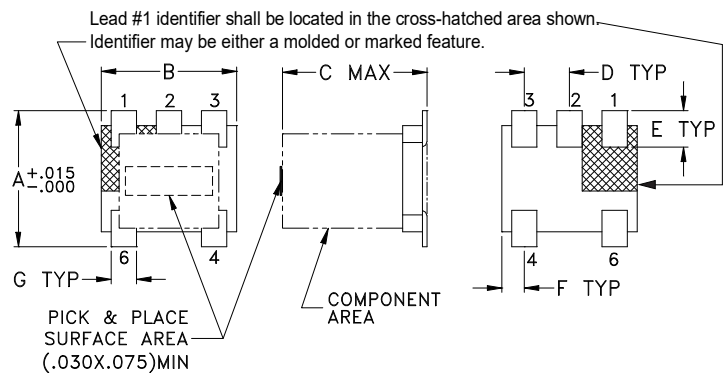 Lead #1 identifier shall be located in the cross-hatched area shown.
Identifier may be either a molded or marked feature.
B
C MAX
D TYP
1 2 3
3 2 1
E TYP
A+.015
-.000
6 4
4 6
G TYP
F TYP
COMPONENT
AREA
PICK & PLACE
SURFACE AREA
(.030X.075)MIN